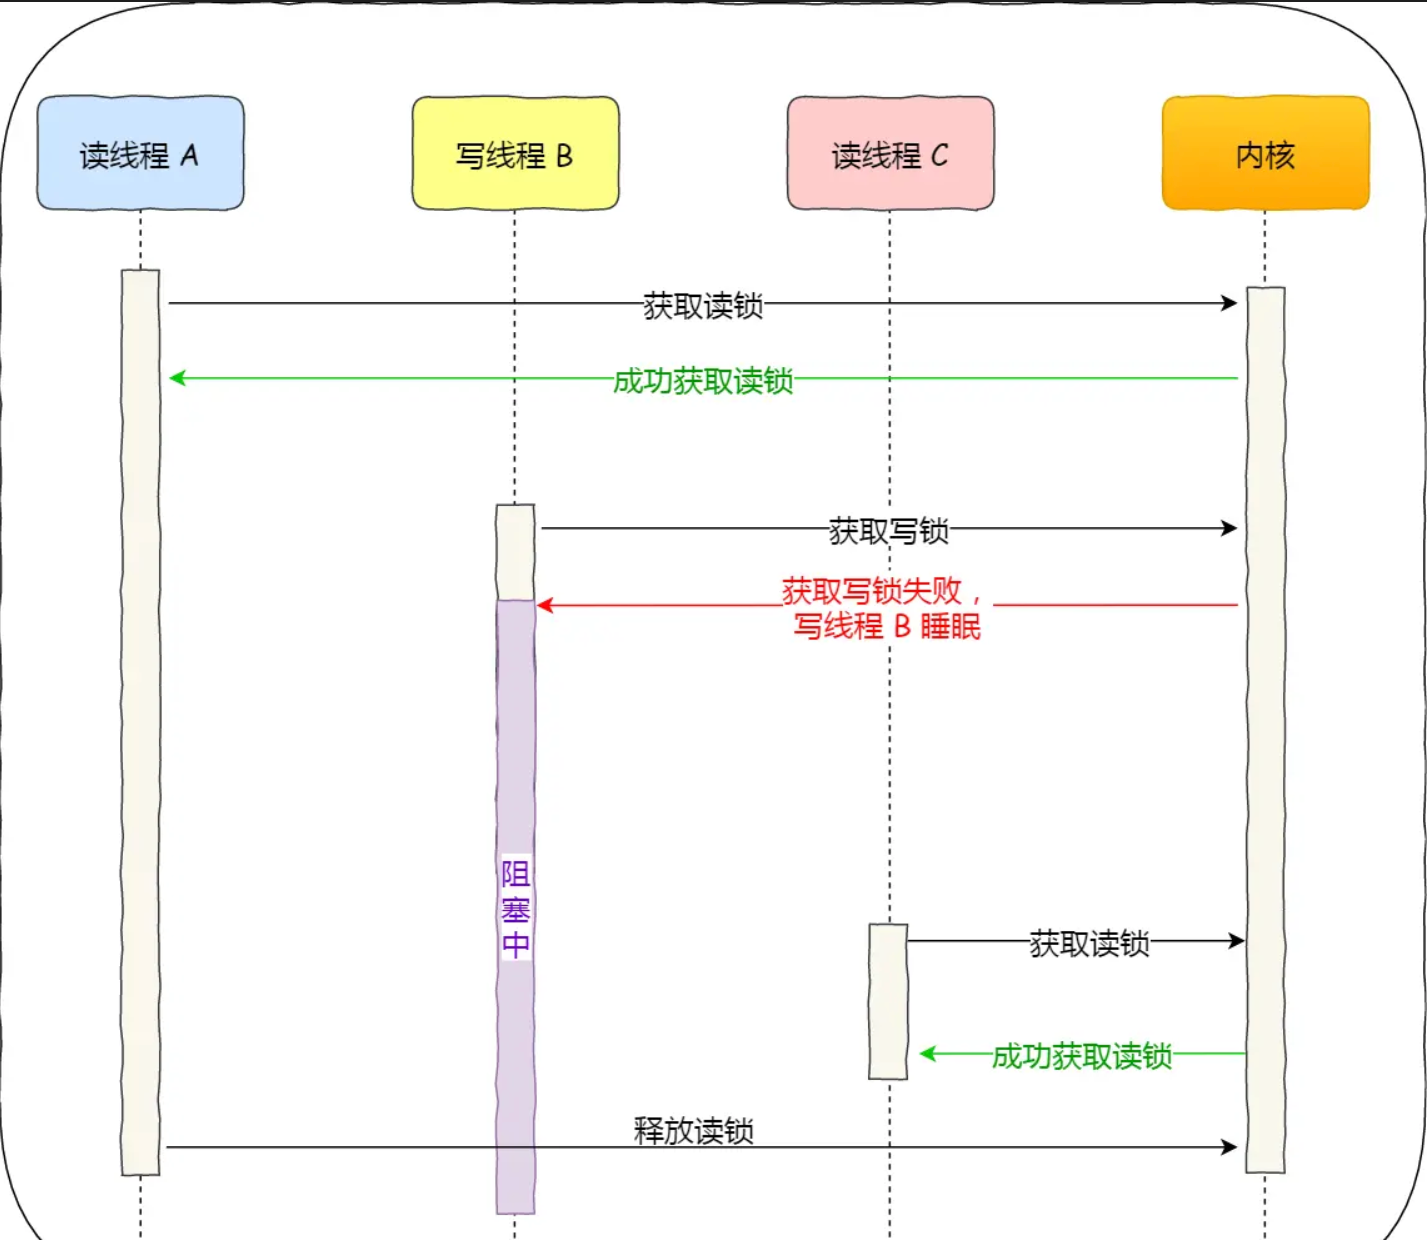 读线程 A
写线程 B
读线程 C
内核
获取读锁
成功获取读锁
获取写锁
获取写锁失败，
写线程 B 睡眠
阻
塞
中
获取读锁
成功获取读锁
释放读锁